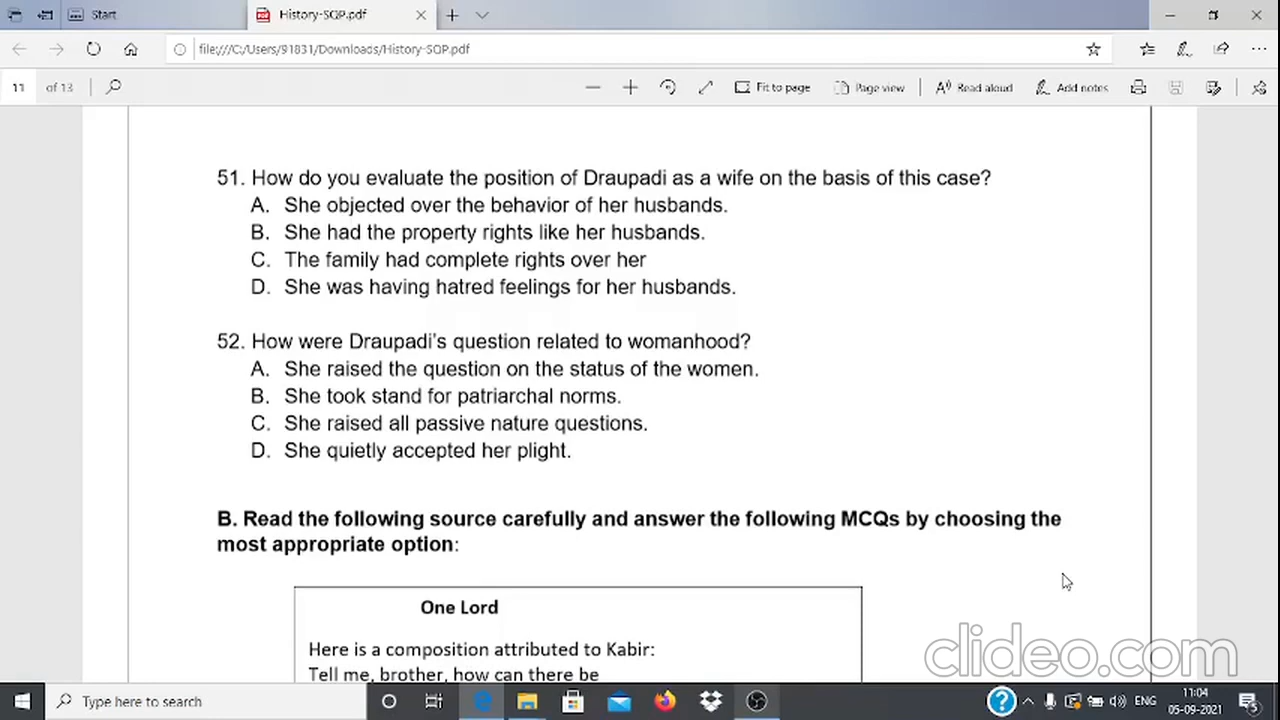 Start
History-SQP.pdf
file:///C:/Users/91831/Downloads/History-SQP.pdf
11 of 13
Fit to page
Page view
Read aloud
Add notes
51. How do you evaluate the position of Draupadi as a wife on the basis of this case?
A. She objected over the behavior of her husbands.
B. She had the property rights like her husbands.
C. The family had complete rights over her
D. She was having hatred feelings for her husbands.
52. How were Draupadi's question related to womanhood?
A. She raised the question on the status of the women.
B. She took stand for patriarchal norms.
C. She raised all passive nature questions.
D. She quietly accepted her plight.
B. Read the following source carefully and answer the following MCQs by choosing the
most appropriate option:
One Lord
Here is a composition attributed to Kabir:
Tell me, brother, how can there be
clideo.com
Type here to search
ENG
11:04
05-09-2021
5